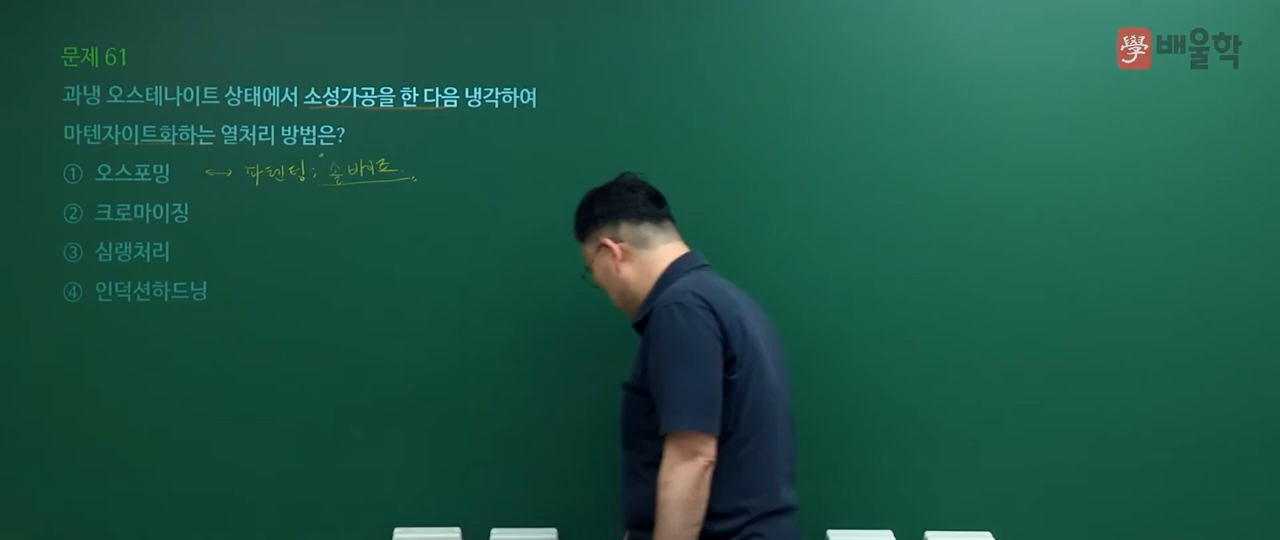 學 배울학
문제 61
과냉 오스테나이트 상태에서 소성가공을 한 다음 냉각하여
마텐자이트화하는 열처리 방법은?
① 오스포밍 ↔ 파텐팅 : 솔바이트
② 크로마이징
③ 심랭처리
④ 인덕션하드닝